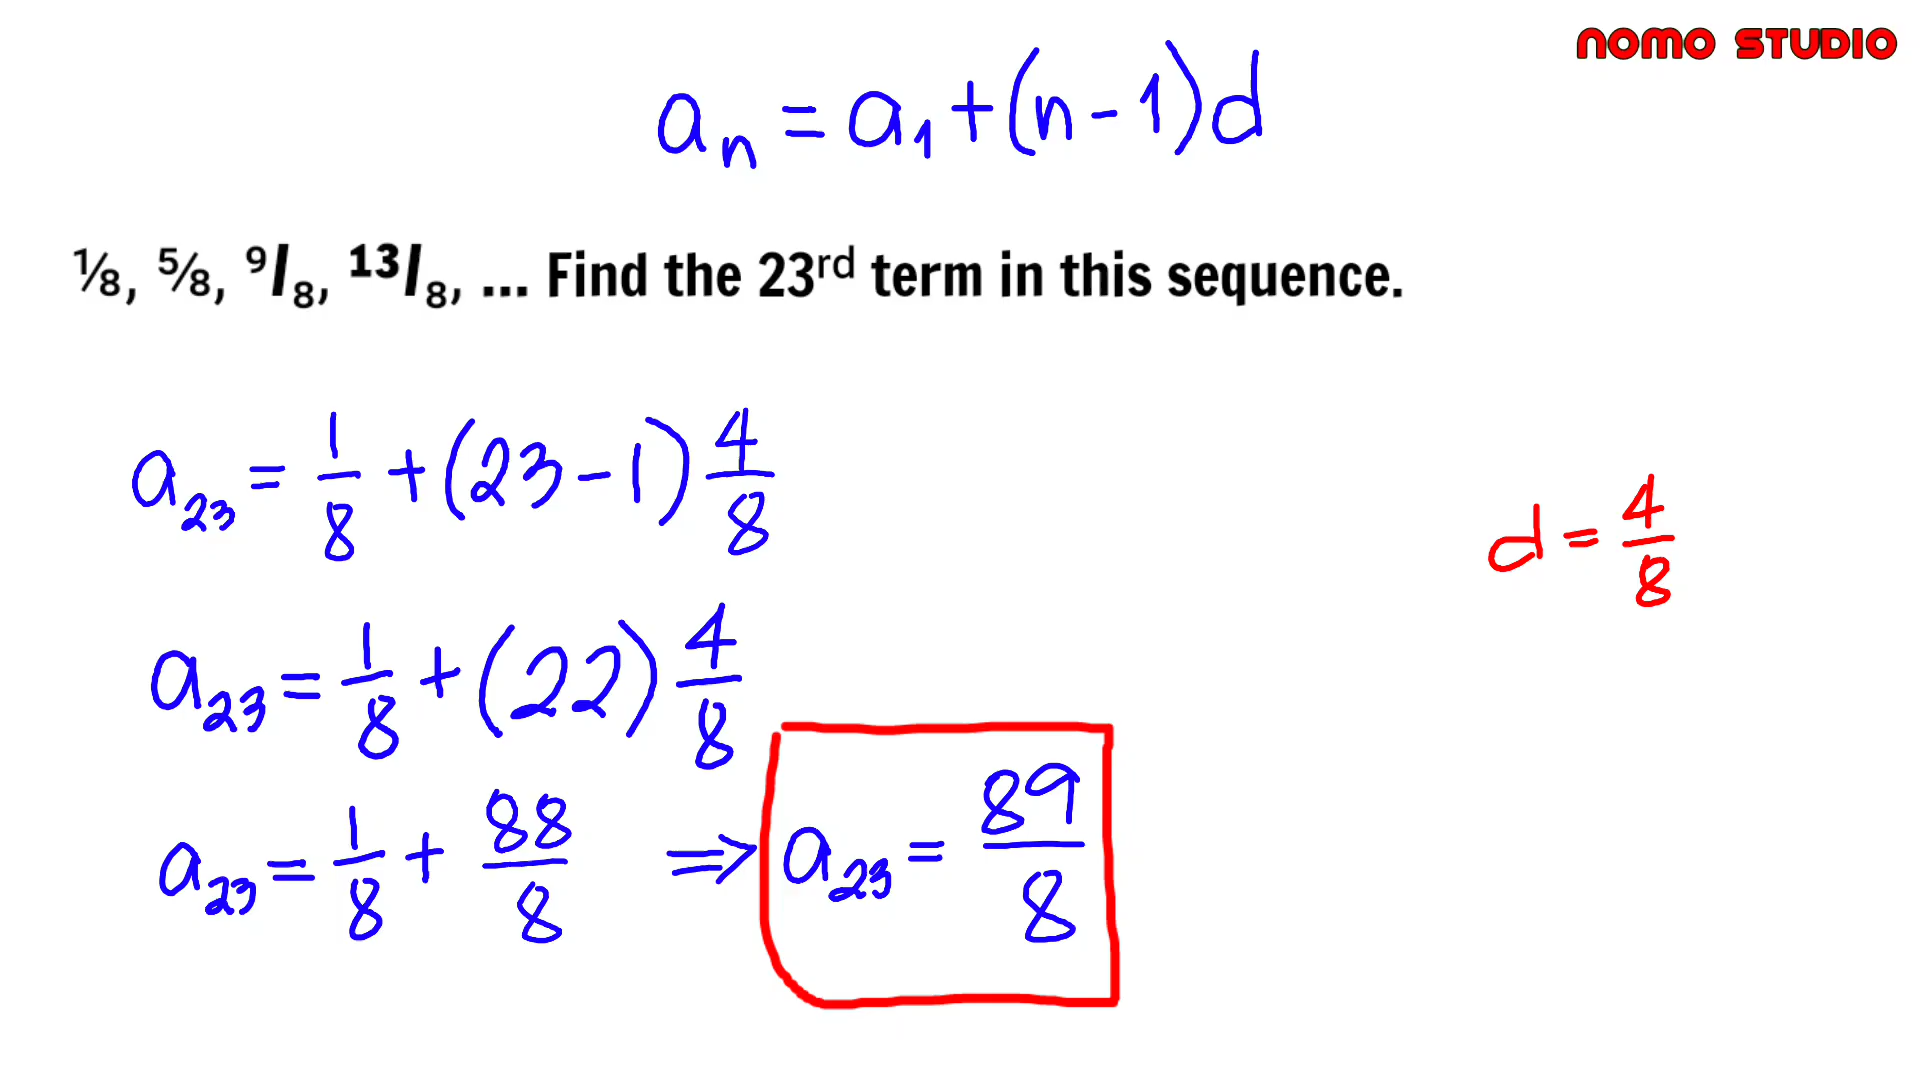 NOMO STUDIO
aₙ = a₁ + (n - 1)d
⅛, ⅝, ⁹/₈, ¹³/₈, ... Find the 23ʳᵈ term in this sequence.
a₂₃ = 1/8 + (23 - 1) 4/8
d = 4/8
a₂₃ = 1/8 + (22) 4/8
a₂₃ = 1/8 + 88/8 ⇒ a₂₃ = 89/8